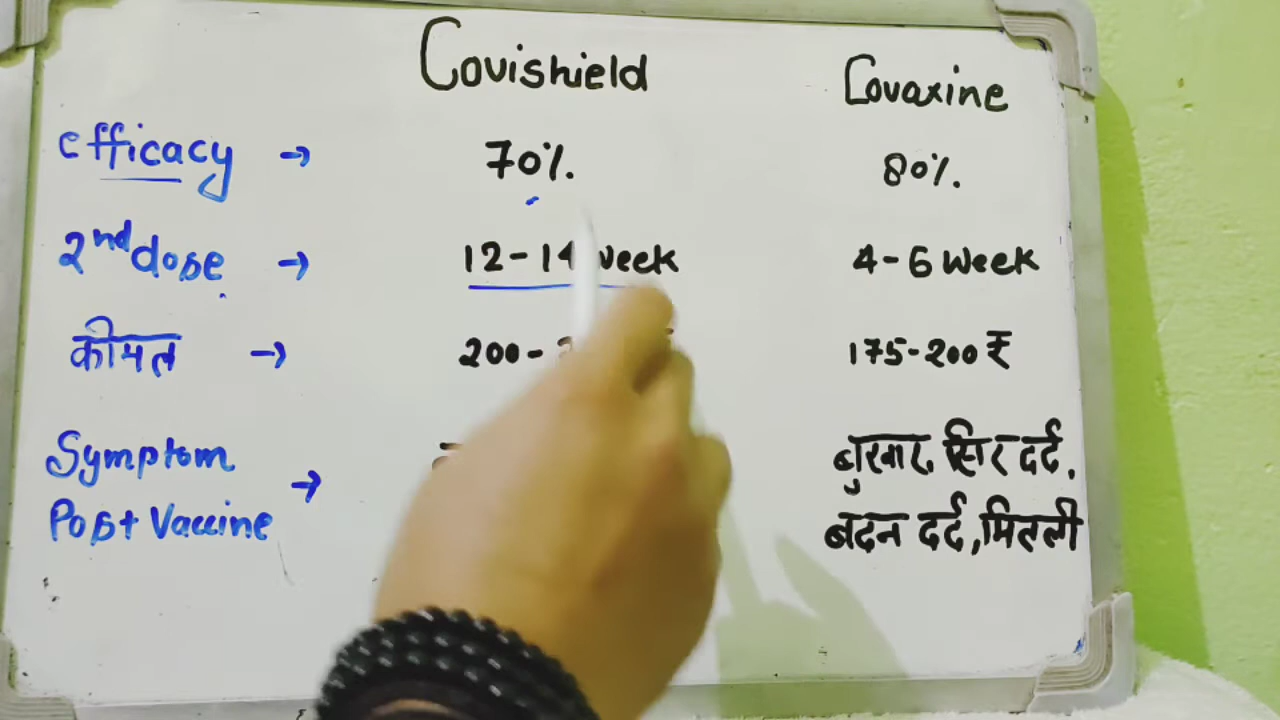 Covishield Covaxine
efficacy → 70% 80%
2nd dose → 12-14 week 4-6 week
कीमत → 200- 175-200 ₹
Symptom
Post Vaccine →
बुखार, सिर दर्द,
बदन दर्द, मितली